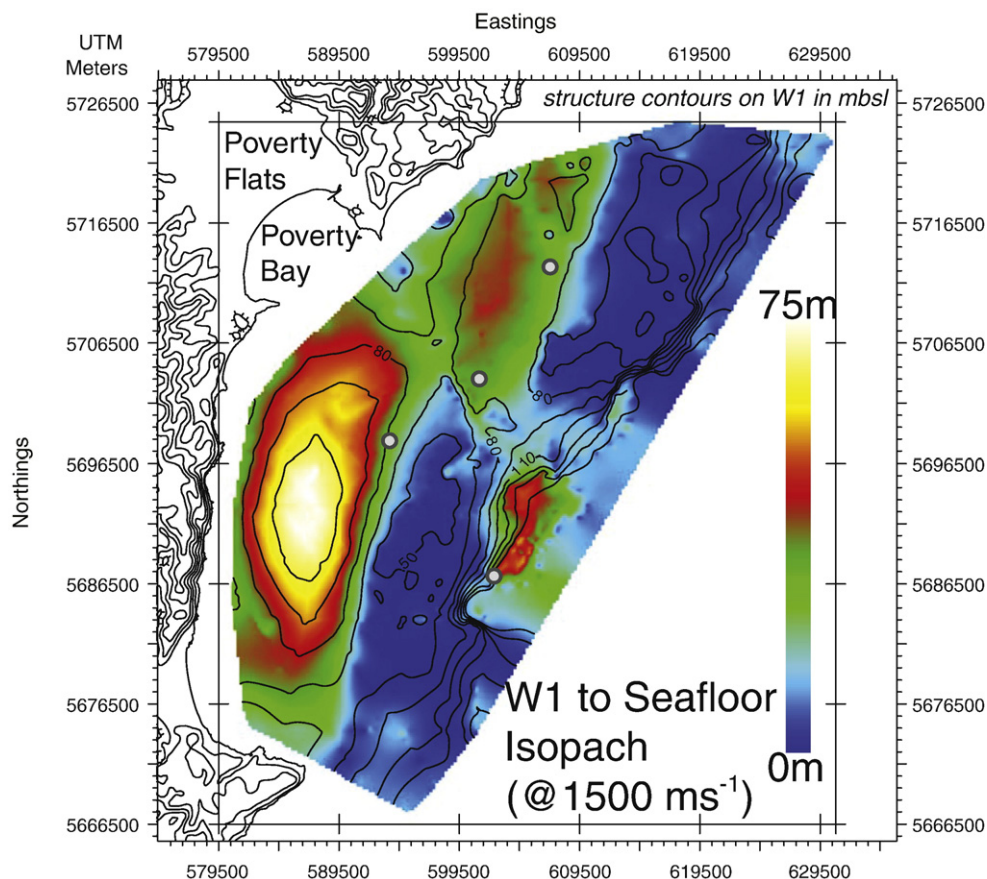 Eastings
UTM
Meters
579500 589500 599500 609500 619500 629500
5726500 structure contours on W1 in mbsl 5726500
Poverty
Flats
5716500 5716500
Poverty
Bay
75m
5706500 5706500
80
80
80
5696500 110 5696500
Northings
50
5686500 5686500
W1 to Seafloor
5676500 5676500
Isopach
0m
(@1500 ms-1)
5666500 5666500
579500 589500 599500 609500 619500 629500